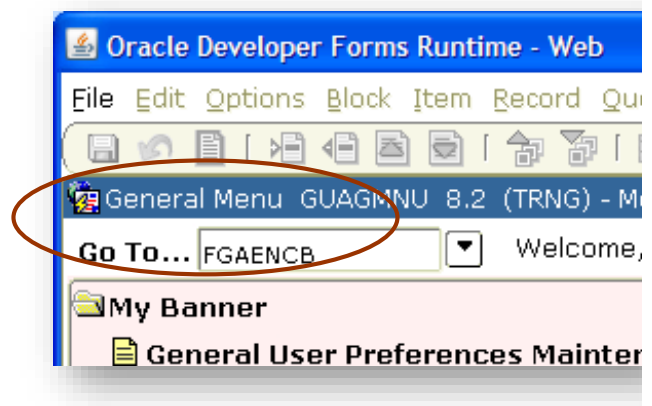 Oracle Developer Forms Runtime - Web
File Edit Options Block Item Record
General Menu GUAGMNU 8.2 (TRNG) -
Go To... FGAENCB Welcome,
My Banner
General User Preferences